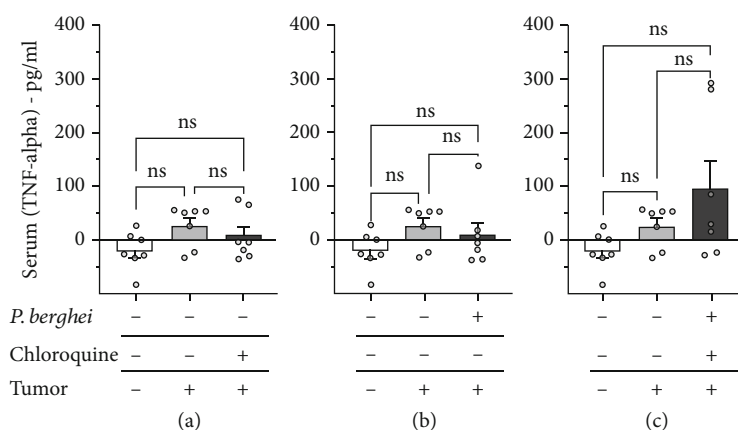 Serum (TNF-alpha) - pg/ml
400
300
200
100
0
ns
ns
ns
400
300
200
100
0
ns
ns
ns
400
300
200
100
0
ns
ns
ns
P. berghei – – – – – + – – +
Chloroquine – – + – – – – – +
Tumor – + + – + + – + +
(a) (b) (c)